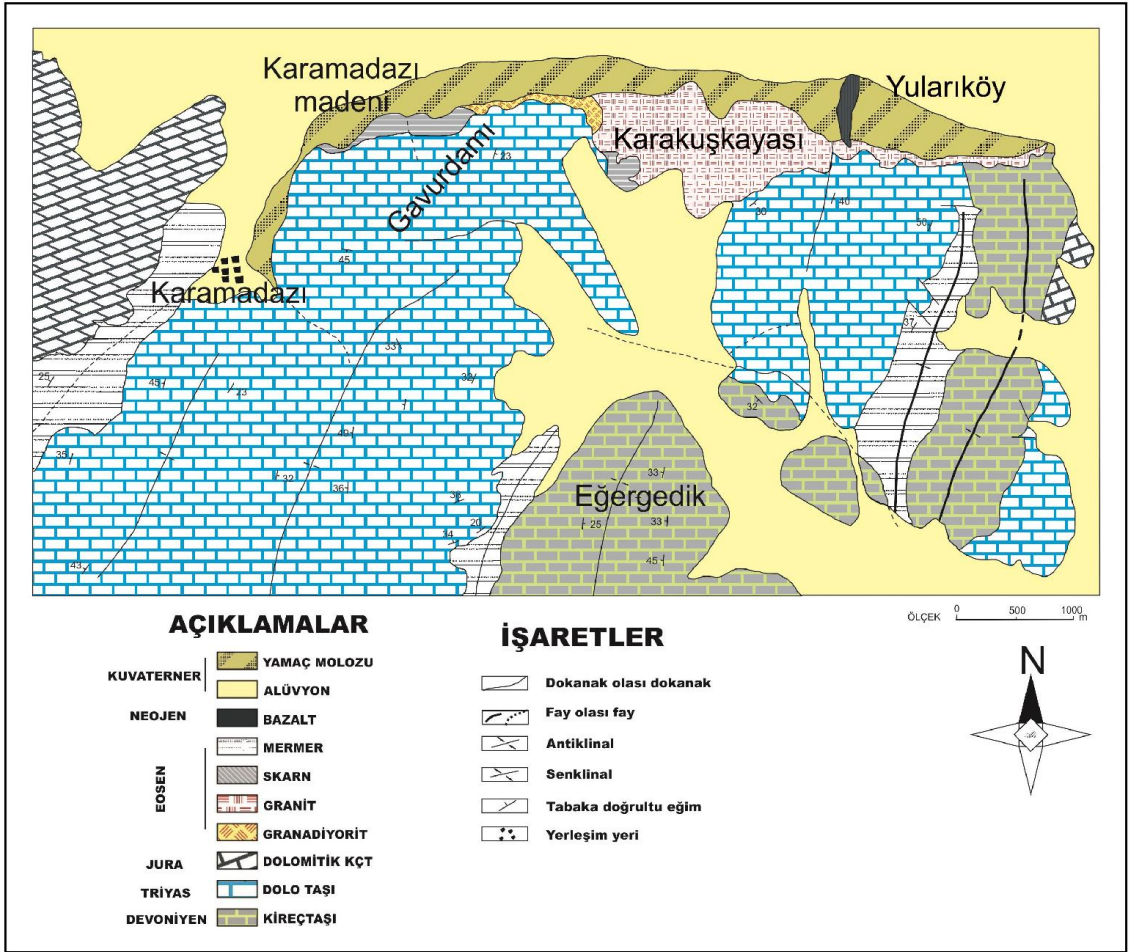 Karamadazı
madeni
Yularıköy
Karakuşkayası
Gavurdamı
23
30
40
50
45
Karamadazı
37
33
25
45
23
32
32
49
35
33
Eğergedik
32
36
36
20
25
33
34
45
43
ÖLÇEK 0 500 1000
m
AÇIKLAMALAR
KUVATERNER
YAMAÇ MOLOZU
ALÜVYON
NEOJEN
BAZALT
EOSEN
MERMER
SKARN
GRANİT
GRANADİYORİT
JURA
DOLOMİTİK KÇT
TRİYAS
DOLO TAŞI
DEVONİYEN
KİREÇTAŞI
İŞARETLER
Dokanak olası dokanak
Fay olası fay
Antiklinal
Senklinal
Tabaka doğrultu eğim
Yerleşim yeri
N